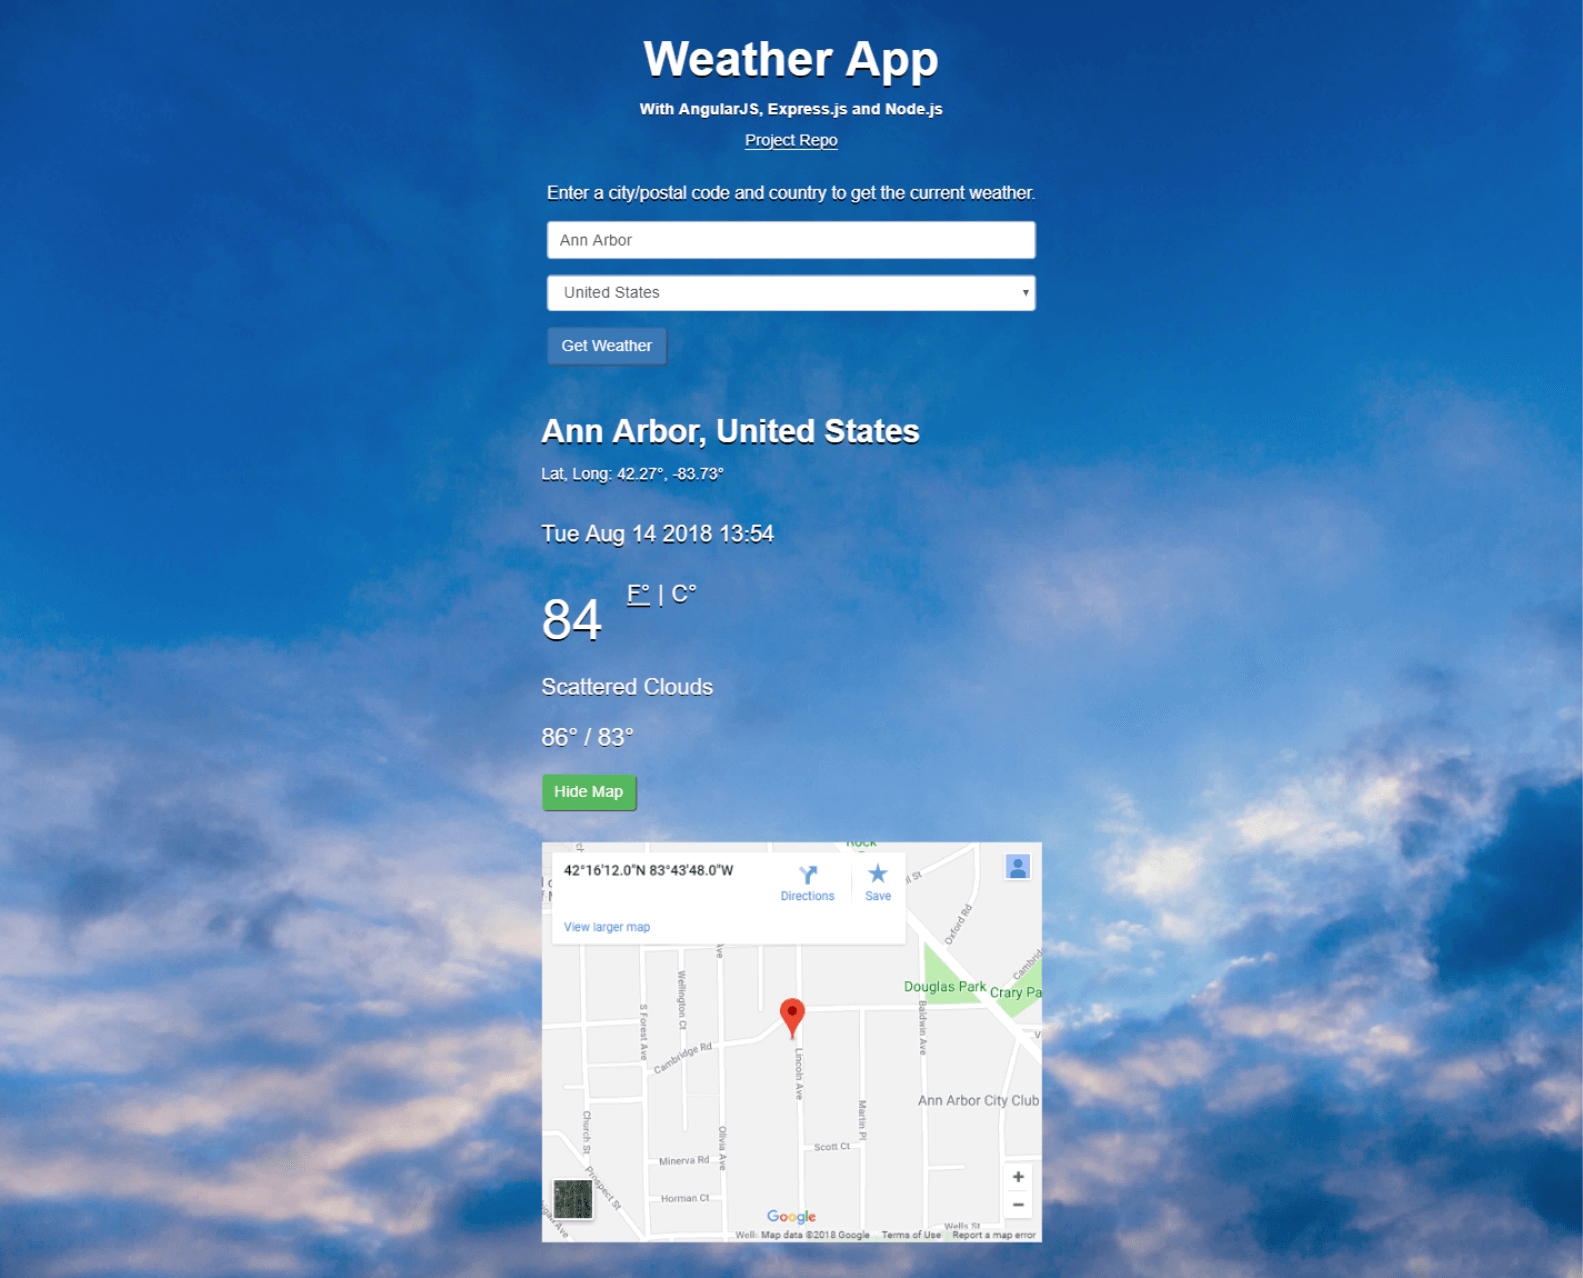 Weather App
With AngularJS, Express.js and Node.js
Project Repo
Enter a city/postal code and country to get the current weather.
Ann Arbor
United States
Get Weather
Ann Arbor, United States
Lat, Long: 42.27°, -83.73°
Tue Aug 14 2018 13:54
84 F° | C°
Scattered Clouds
86° / 83°
Hide Map
42°16'12.0"N 83°43'48.0"W
Directions
Save
View larger map
Oxford Rd
Ave
Wellington Ct
Douglas Park
Crary Pa
S Forest Ave
Baldwin Ave
Cambridge Rd
Lincoln Ave
Ann Arbor City Club
Church St
Martin Pl
Olivia Ave
Scott Ct
Minerva Rd
Prospect St
Horman Ct
Google
Wells St
Map data ©2018 Google
Terms of Use
Report a map error